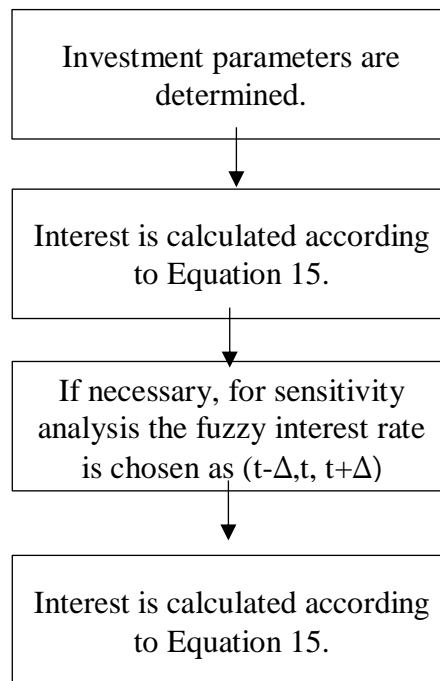 Investment parameters are
determined.
Interest is calculated according
to Equation 15.
If necessary, for sensitivity
analysis the fuzzy interest rate
is chosen as (t-Δ,t, t+Δ)
Interest is calculated according
to Equation 15.